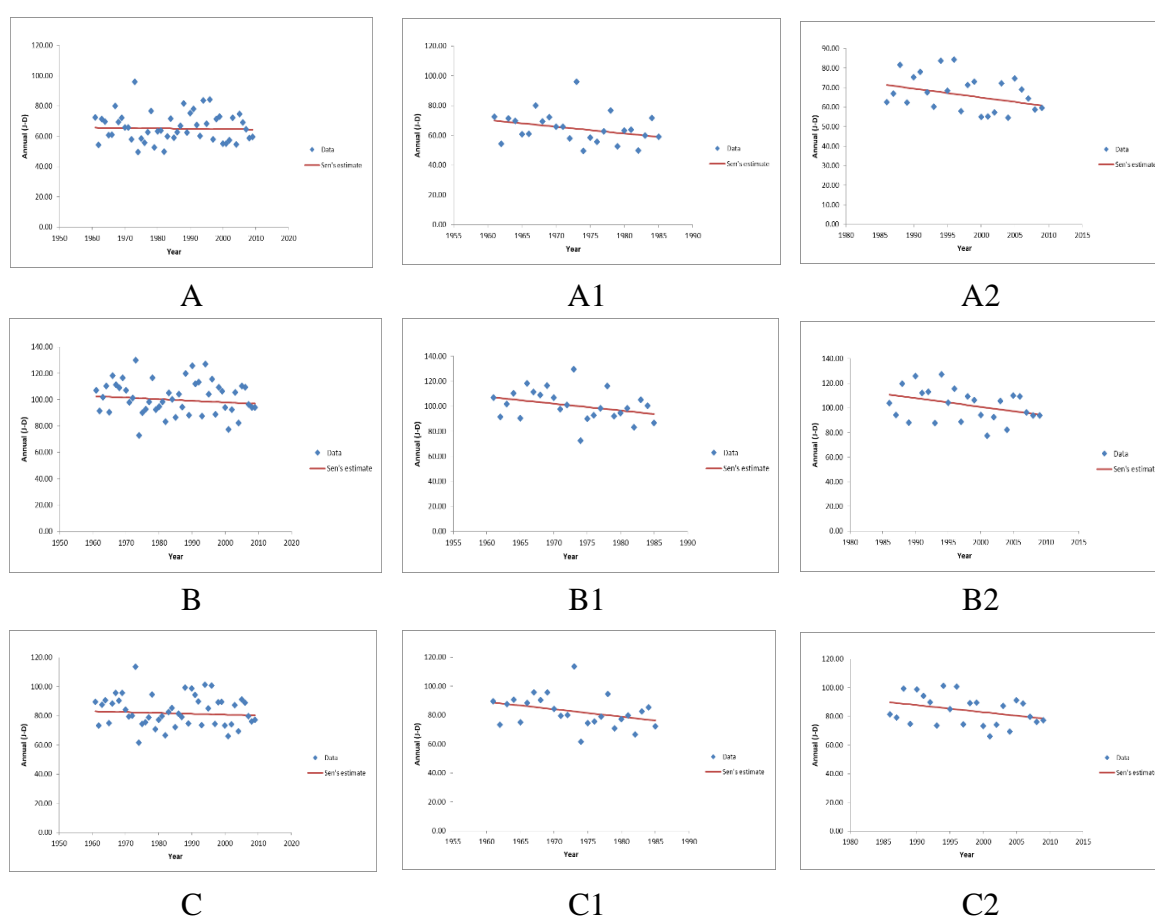 120.00
100.00
80.00
60.00
40.00
20.00
0.00
1950 1960 1970 1980 1990 2000 2010 2020
Annual (J-D)
Year
Data
Sen's estimate
A
120.00
100.00
80.00
60.00
40.00
20.00
0.00
1955 1960 1965 1970 1975 1980 1985 1990
Annual (J-D)
Year
Data
Sen's estimate
A1
90.00
80.00
70.00
60.00
50.00
40.00
30.00
20.00
10.00
0.00
1980 1985 1990 1995 2000 2005 2010 2015
Annual (J-D)
Year
Data
Sen's estimate
A2
140.00
120.00
100.00
80.00
60.00
40.00
20.00
0.00
1950 1960 1970 1980 1990 2000 2010 2020
Annual (J-D)
Year
Data
Sen's estimate
B
140.00
120.00
100.00
80.00
60.00
40.00
20.00
0.00
1955 1960 1965 1970 1975 1980 1985 1990
Annual (J-D)
Year
Data
Sen's estimate
B1
140.00
120.00
100.00
80.00
60.00
40.00
20.00
0.00
1980 1985 1990 1995 2000 2005 2010 2015
Annual (J-D)
Year
Data
Sen's estimate
B2
120.00
100.00
80.00
60.00
40.00
20.00
0.00
1950 1960 1970 1980 1990 2000 2010 2020
Annual (J-D)
Year
Data
Sen's estimate
C
120.00
100.00
80.00
60.00
40.00
20.00
0.00
1955 1960 1965 1970 1975 1980 1985 1990
Annual (J-D)
Year
Data
Sen's estimate
C1
120.00
100.00
80.00
60.00
40.00
20.00
0.00
1980 1985 1990 1995 2000 2005 2010 2015
Annual (J-D)
Year
Data
Sen's estimate
C2